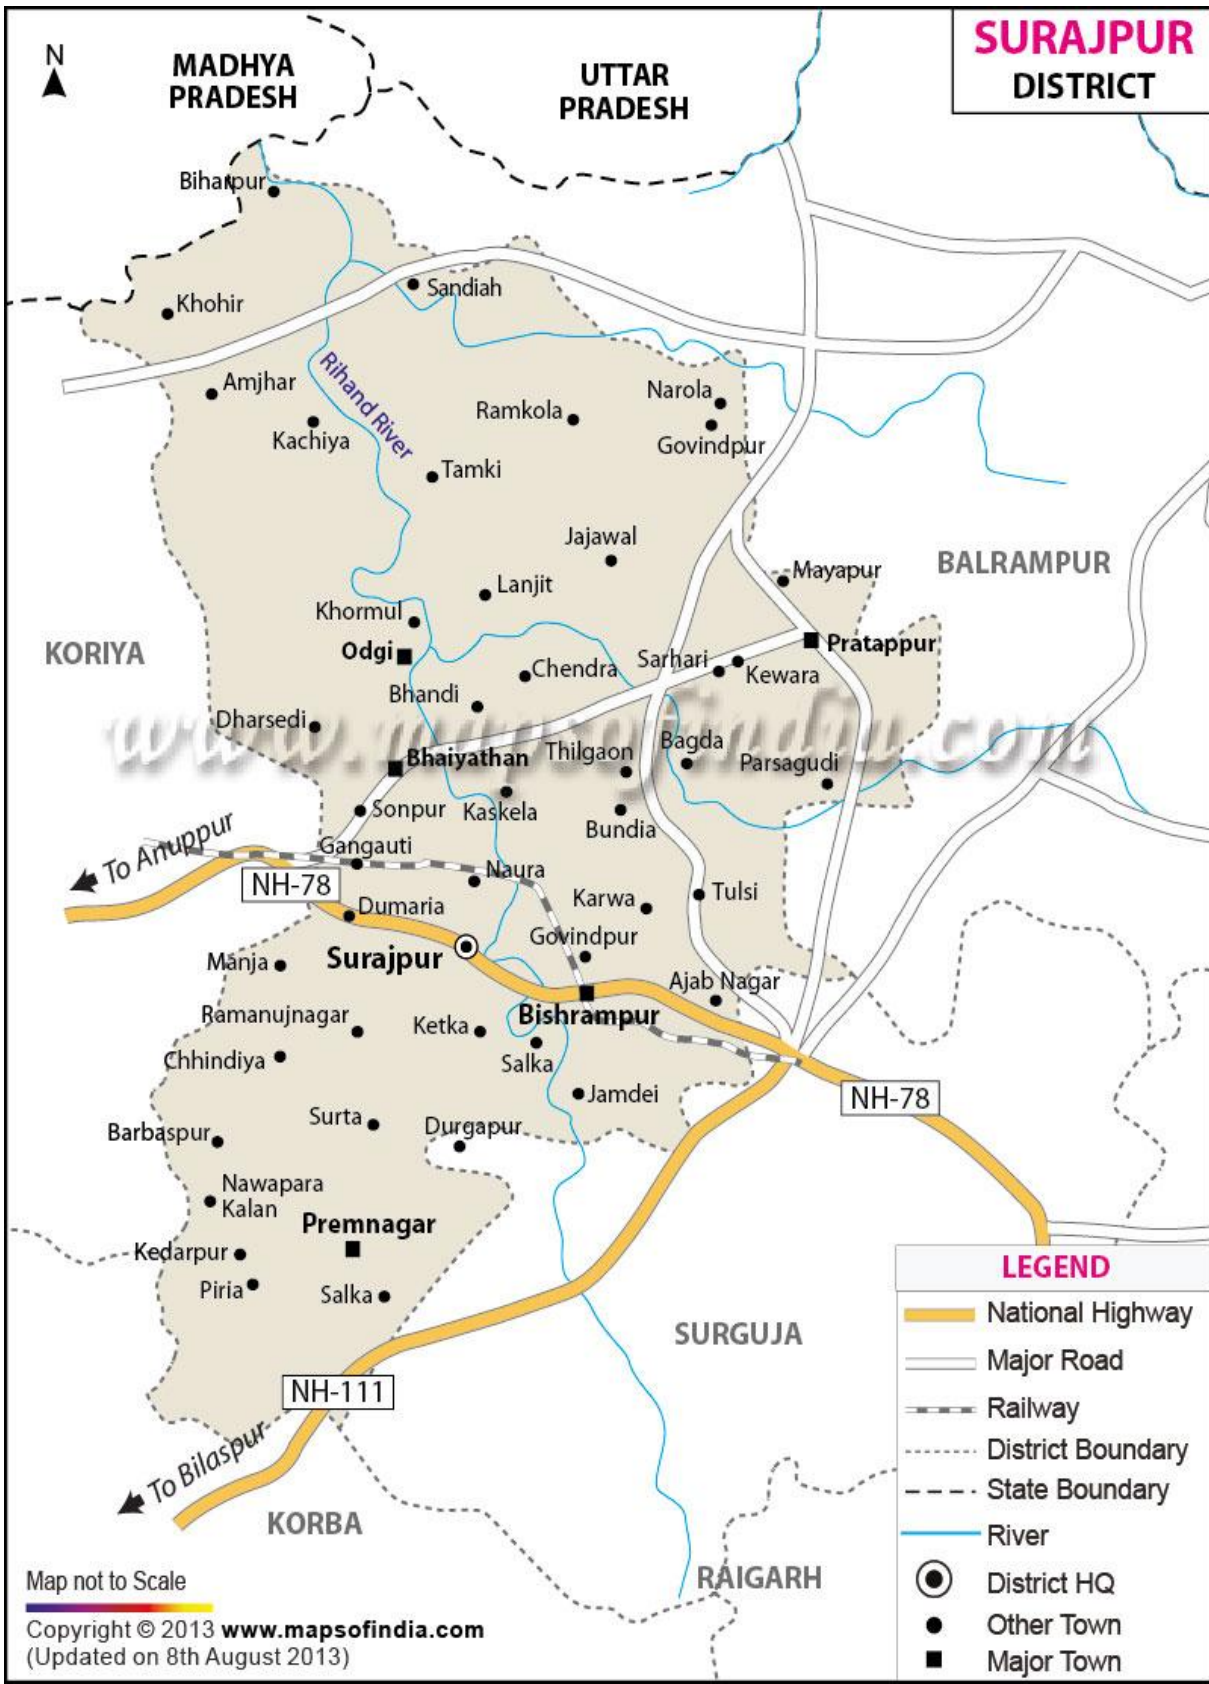 SURAJPUR
DISTRICT
N
MADHYA
PRADESH
UTTAR
PRADESH
Biharpur
Sandiah
Khohir
Amjhar
Rihand River
Narola
Ramkola
Kachiya
Govindpur
Tamki
Jajawal
BALRAMPUR
Mayapur
Lanjit
Khormul
KORIYA
Odgi
Pratappur
Chendra
Sarhari
Kewara
Bhandi
Dharsedi
www.mapsofindia.com
Bhaiyathan
Thilgaon
Bagda
Parsagudi
Sonpur
Kaskela
Bundia
To Anuppur
Gangauti
NH-78
Naura
Karwa
Tulsi
Dumaria
Govindpur
Surajpur
Manja
Ajab Nagar
Ramanujnagar
Ketka
Bishrampur
Chhindiya
Salka
Jamdei
NH-78
Surta
Durgapur
Barbaspur
Nawapara
Kalan
Premnagar
Kedarpur
Piria
Salka
SURGUJA
NH-111
To Bilaspur
KORBA
RAIGARH
LEGEND
National Highway
Major Road
Railway
District Boundary
State Boundary
River
District HQ
Other Town
Major Town
Map not to Scale
Copyright © 2013 www.mapsofindia.com
(Updated on 8th August 2013)